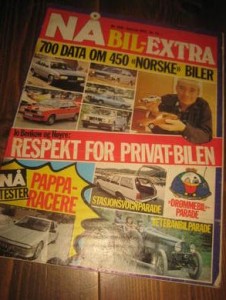 NÅ BIL-EXTRA
700 DATA OM 450 «NORSKE» BILER
RESPEKT FOR PRIVAT-BILEN
NÅ
TESTER
PAPPA-
RACERE
STASJONSVOGNPARADE
«DRØMMEBIL»-
PARADE
VETERANBILPARADE